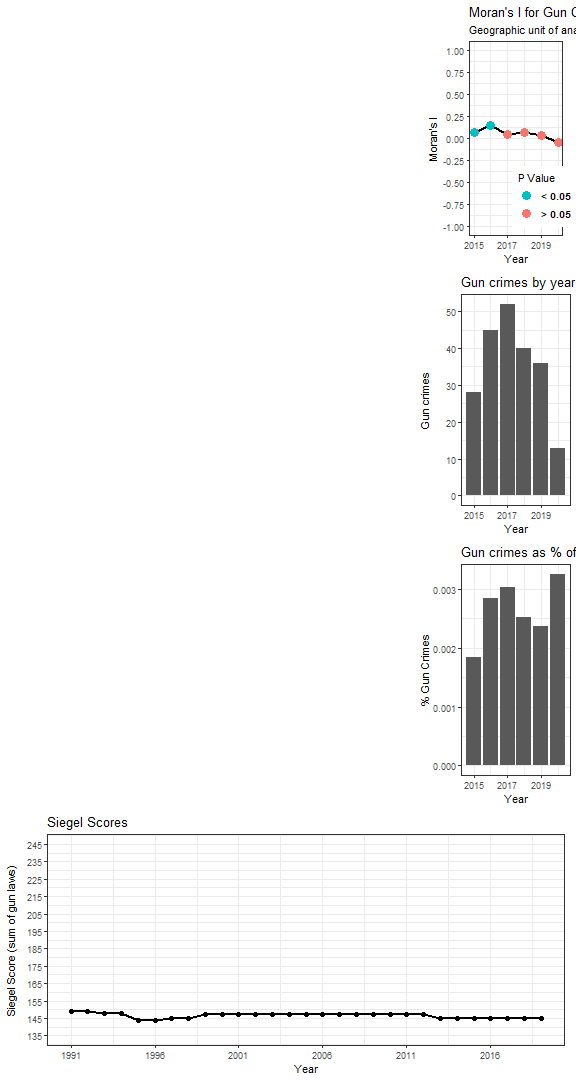 Moran's I for Gun C
Geographic unit of ana
1.00
0.75
0.50
0.25
0.00
-0.25
-0.50
-0.75
-1.00
Moran's I
P Value
< 0.05
> 0.05
2015 2017 2019
Year
Gun crimes by year
50
40
30
20
10
0
Gun crimes
2015 2017 2019
Year
Gun crimes as % of
0.003
0.002
0.001
0.000
% Gun Crimes
2015 2017 2019
Year
Siegel Scores
245
235
225
215
205
195
185
175
165
155
145
135
Siegel Score (sum of gun laws)
1991 1996 2001 2006 2011 2016
Year